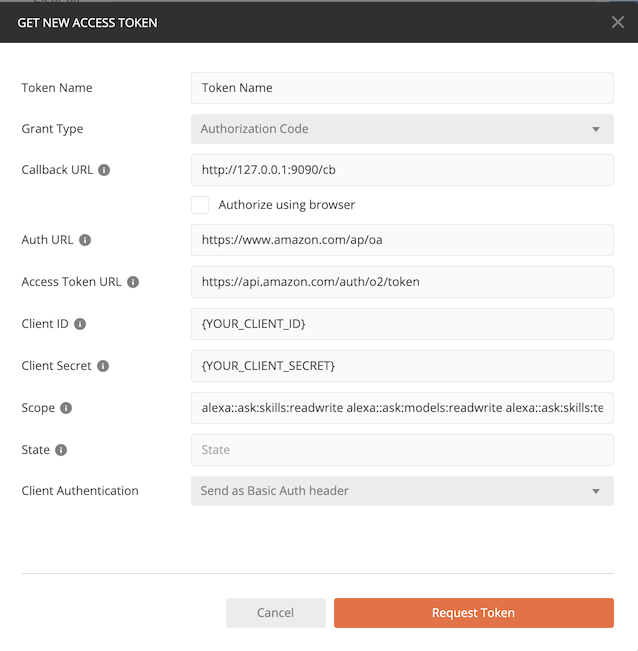 GET NEW ACCESS TOKEN
Token Name
Token Name
Grant Type
Authorization Code
Callback URL
http://127.0.0.1:9090/cb
Authorize using browser
Auth URL
https://www.amazon.com/ap/oa
Access Token URL
https://api.amazon.com/auth/o2/token
Client ID
{YOUR_CLIENT_ID}
Client Secret
{YOUR_CLIENT_SECRET}
Scope
alexa::ask:skills:readwrite alexa::ask:models:readwrite alexa::ask:skills:te
State
State
Client Authentication
Send as Basic Auth header
Cancel
Request Token